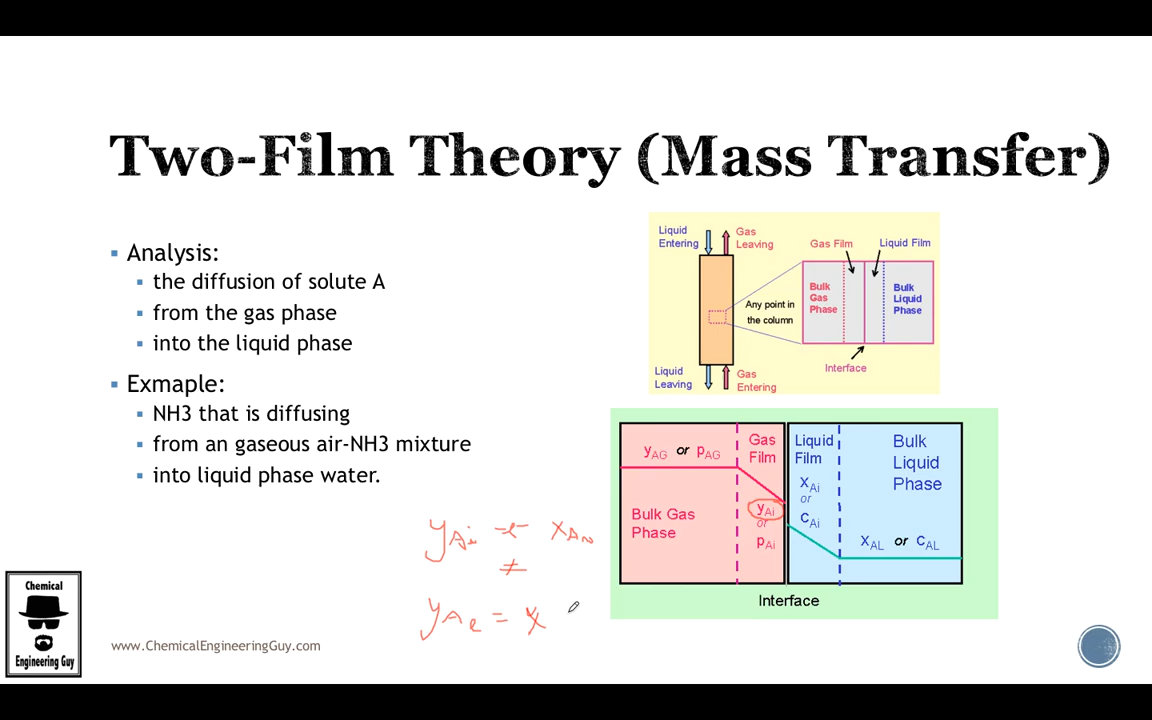 Two-Film Theory (Mass Transfer)
Analysis:
the diffusion of solute A
from the gas phase
into the liquid phase
Exmaple:
NH3 that is diffusing
from an gaseous air-NH3 mixture
into liquid phase water.
Liquid
Entering
Gas
Leaving
Gas Film
Liquid Film
Bulk
Gas
Phase
Bulk
Liquid
Phase
Any point in
the column
Interface
Liquid
Leaving
Gas
Entering
yAG or pAG
Gas
Film
Liquid
Film
Bulk
Liquid
Phase
xAi
or
cAi
yAi
or
pAi
Bulk Gas
Phase
xAL or cAL
Interface
yAi
≠
yAe = x
Chemical
Engineering Guy
www.ChemicalEngineeringGuy.com